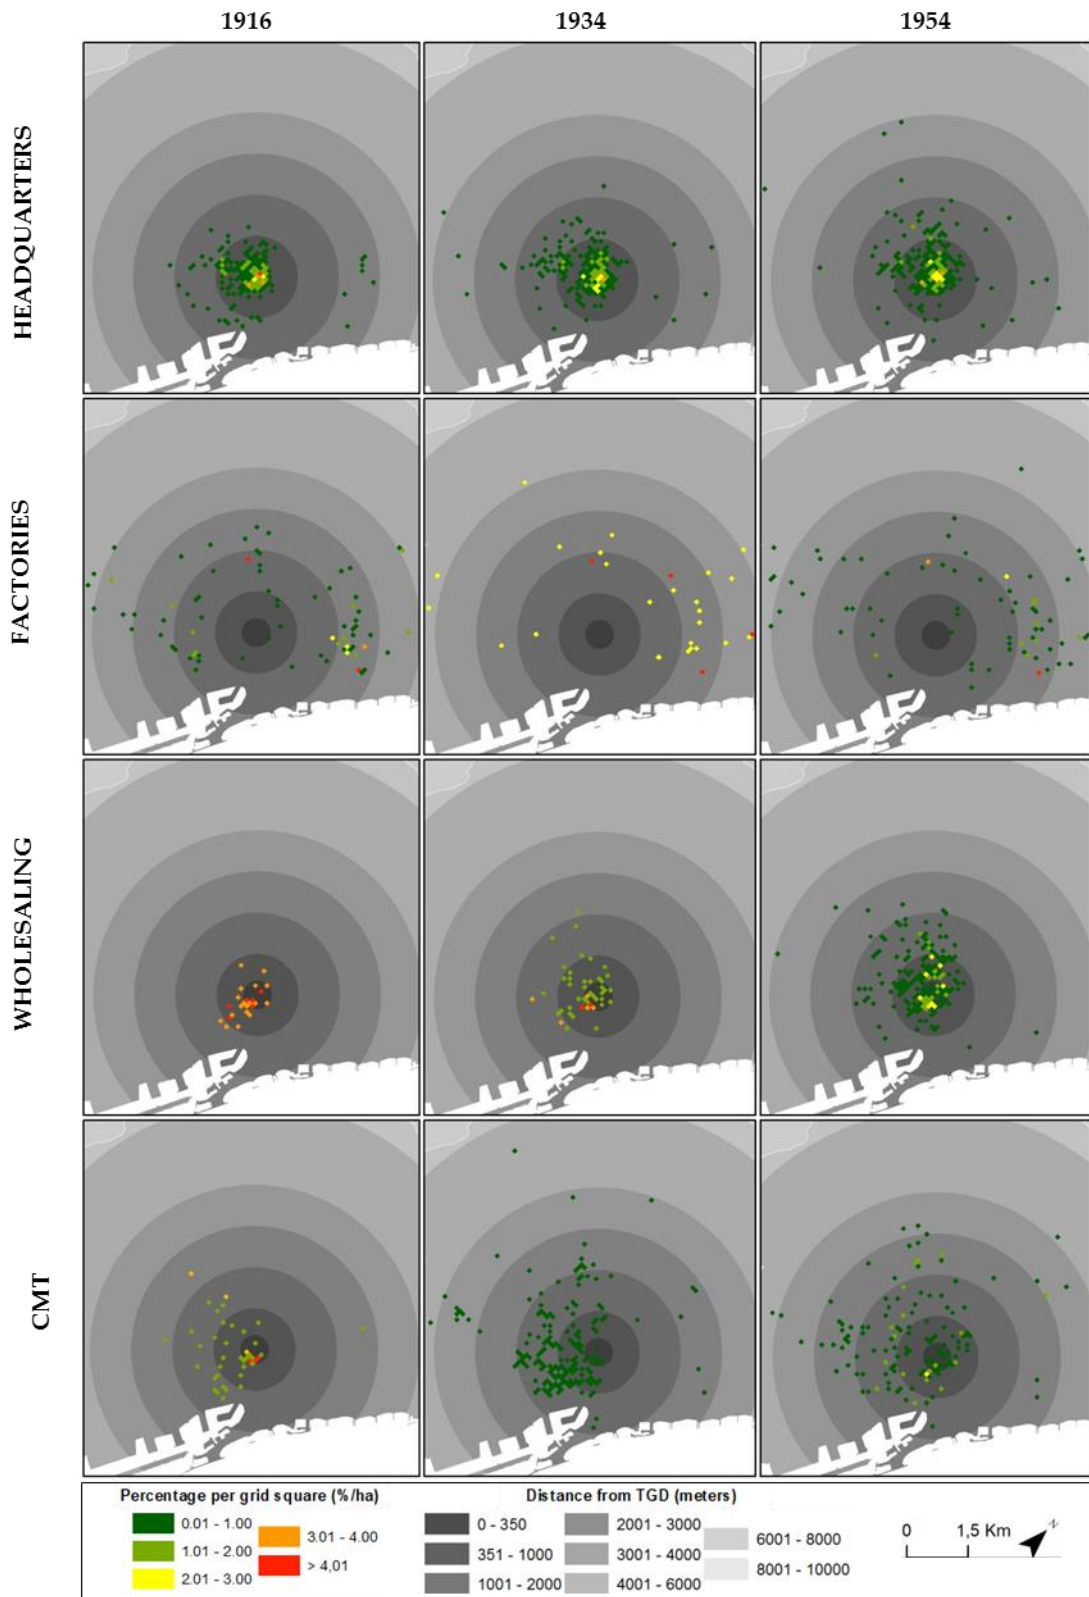 1916 1934 1954
HEADQUARTERS
FACTORIES
WHOLESALING
CMT
Percentage per grid square (%/ha)
0.01 - 1.00
1.01 - 2.00
2.01 - 3.00
3.01 - 4.00
> 4,01
Distance from TGD (meters)
0 - 350
351 - 1000
1001 - 2000
2001 - 3000
3001 - 4000
4001 - 6000
6001 - 8000
8001 - 10000
0 1,5 Km
N